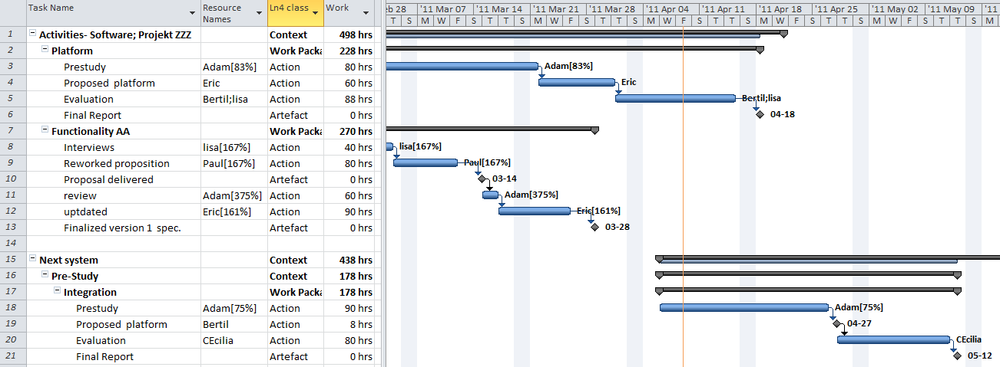 Task Name Resource Names Ln4 class Work
eb 28 '11 Mar 07 '11 Mar 14 '11 Mar 21 '11 Mar 28 '11 Apr 04 '11 Apr 11 '11 Apr 18 '11 Apr 25 '11 May 02 '11 May 09 '11
T S M W F S T T S M W F S T T S M W F S T T S M W F S T T S M W F S T T S M
1 Activities- Software; Projekt ZZZ Context 498 hrs
2 Platform Work Packa 228 hrs
3 Prestudy Adam[83%] Action 80 hrs Adam[83%]
4 Proposed platform Eric Action 60 hrs Eric
5 Evaluation Bertil;lisa Action 88 hrs Bertil;lisa
6 Final Report Artefact 0 hrs 04-18
7 Functionality AA Work Packa 270 hrs
8 Interviews lisa[167%] Action 40 hrs lisa[167%]
9 Reworked proposition Paul[167%] Action 80 hrs Paul[167%]
10 Proposal delivered Artefact 0 hrs 03-14
11 review Adam[375%] Action 60 hrs Adam[375%]
12 uptdated Eric[161%] Action 90 hrs Eric[161%]
13 Finalized version 1 spec. Artefact 0 hrs 03-28
14
15 Next system Context 438 hrs
16 Pre-Study Context 178 hrs
17 Integration Work Packa 178 hrs
18 Prestudy Adam[75%] Action 90 hrs Adam[75%]
19 Proposed platform Bertil Action 8 hrs 04-27
20 Evaluation CEcilia Action 80 hrs CEcilia
21 Final Report Artefact 0 hrs 05-12